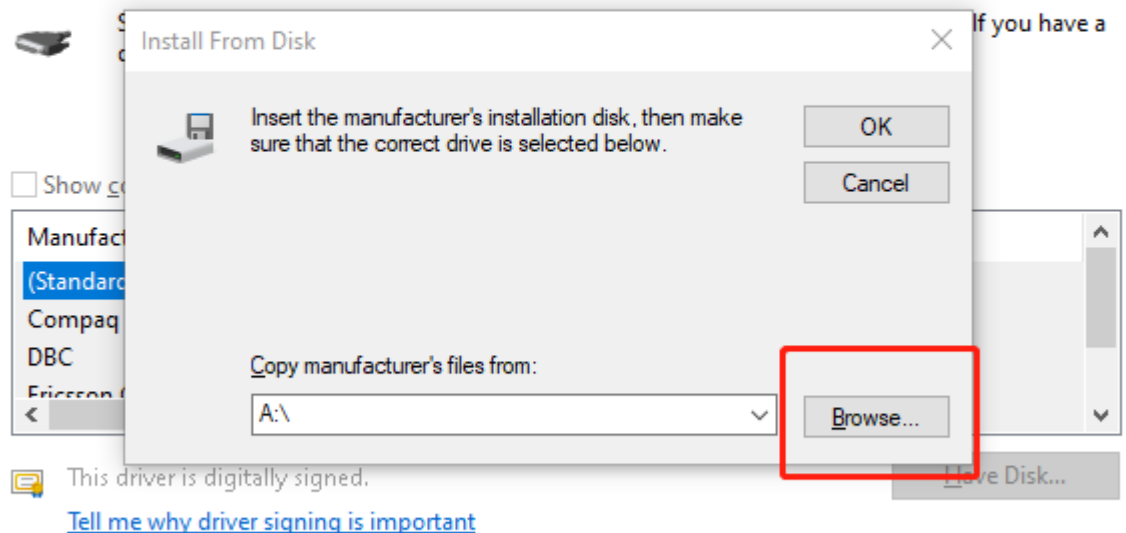 If you have a
Install From Disk
Insert the manufacturer's installation disk, then make
sure that the correct drive is selected below.
OK
Cancel
Show co
Manufact
(Standard
Compaq
DBC
Ericsson (
Copy manufacturer's files from:
A:\
Browse...
This driver is digitally signed.
Have Disk...
Tell me why driver signing is important